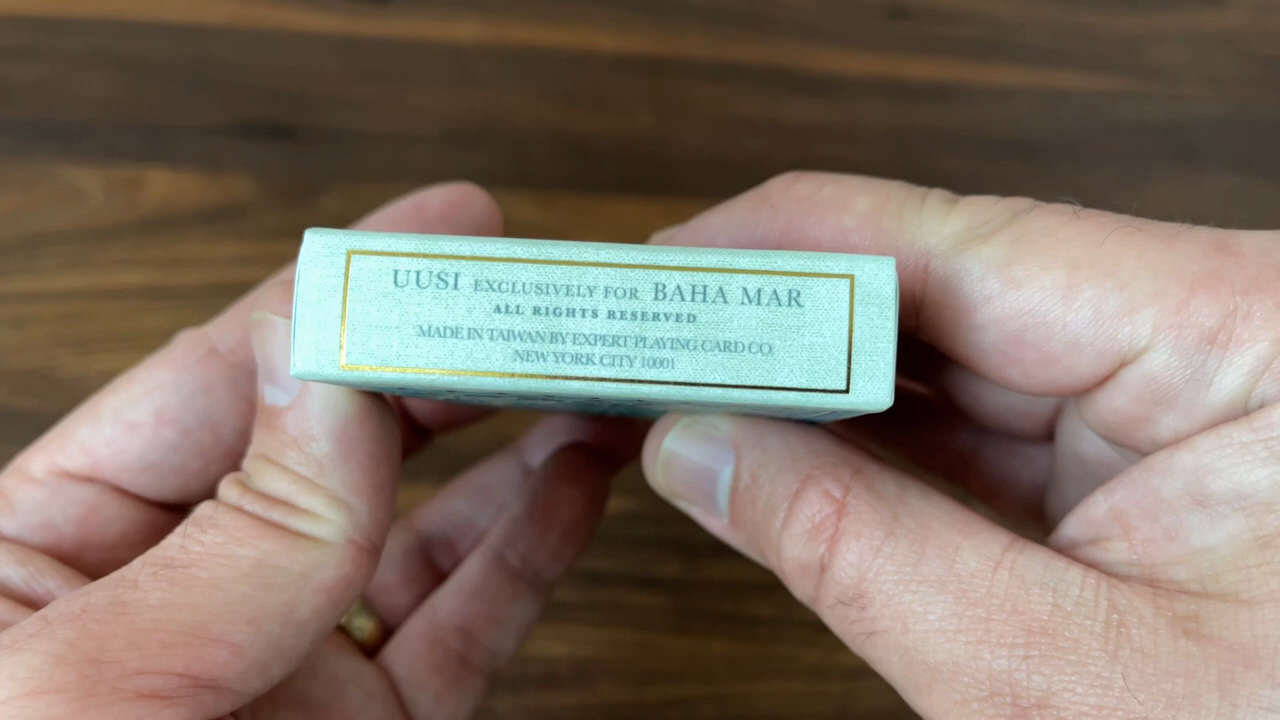 UUSI EXCLUSIVELY FOR BAHA MAR
ALL RIGHTS RESERVED
MADE IN TAIWAN BY EXPERT PLAYING CARD CO.
NEW YORK CITY 10001